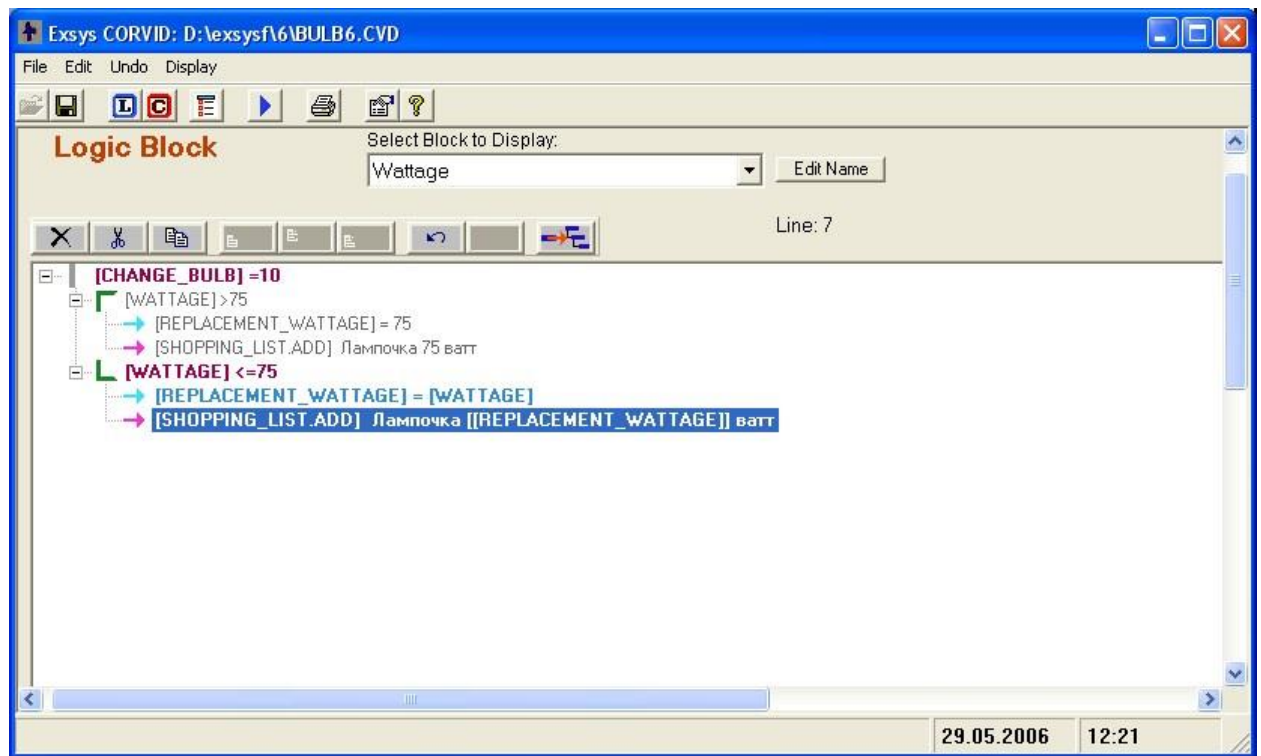 Exsys CORVID: D:\exsysf\6\BULB6.CVD
File Edit Undo Display
L C
Logic Block
Select Block to Display:
Wattage
Edit Name
Line: 7
[CHANGE_BULB] =10
[WATTAGE] >75
[REPLACEMENT_WATTAGE] = 75
[SHOPPING_LIST.ADD] Лампочка 75 ватт
[WATTAGE] <=75
[REPLACEMENT_WATTAGE] = [WATTAGE]
[SHOPPING_LIST.ADD] Лампочка [[REPLACEMENT_WATTAGE]] ватт
29.05.2006 12:21